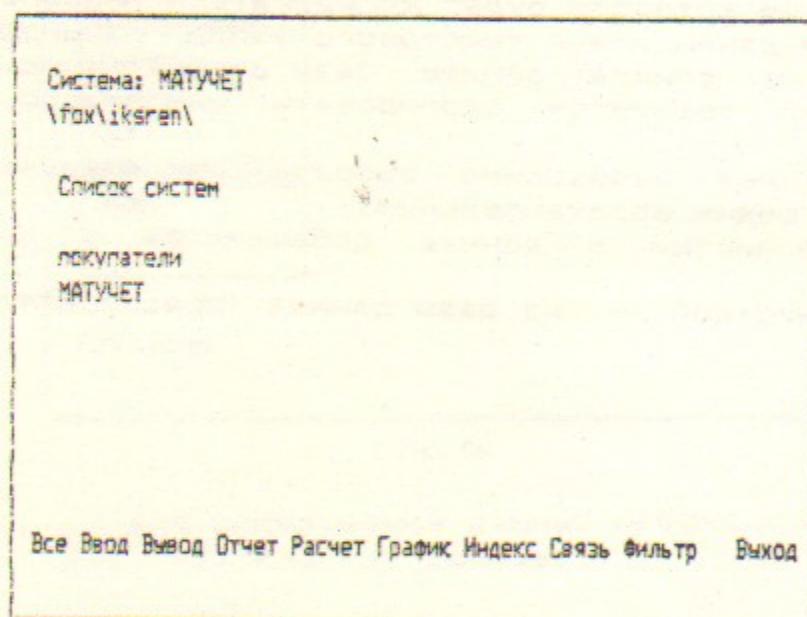 Система: МАТУЧЕТ
\fox\iksren\
Список систем
покупатели
МАТУЧЕТ
Все Ввод Вывод Отчет Расчет График Индекс Связь Фильтр Выход